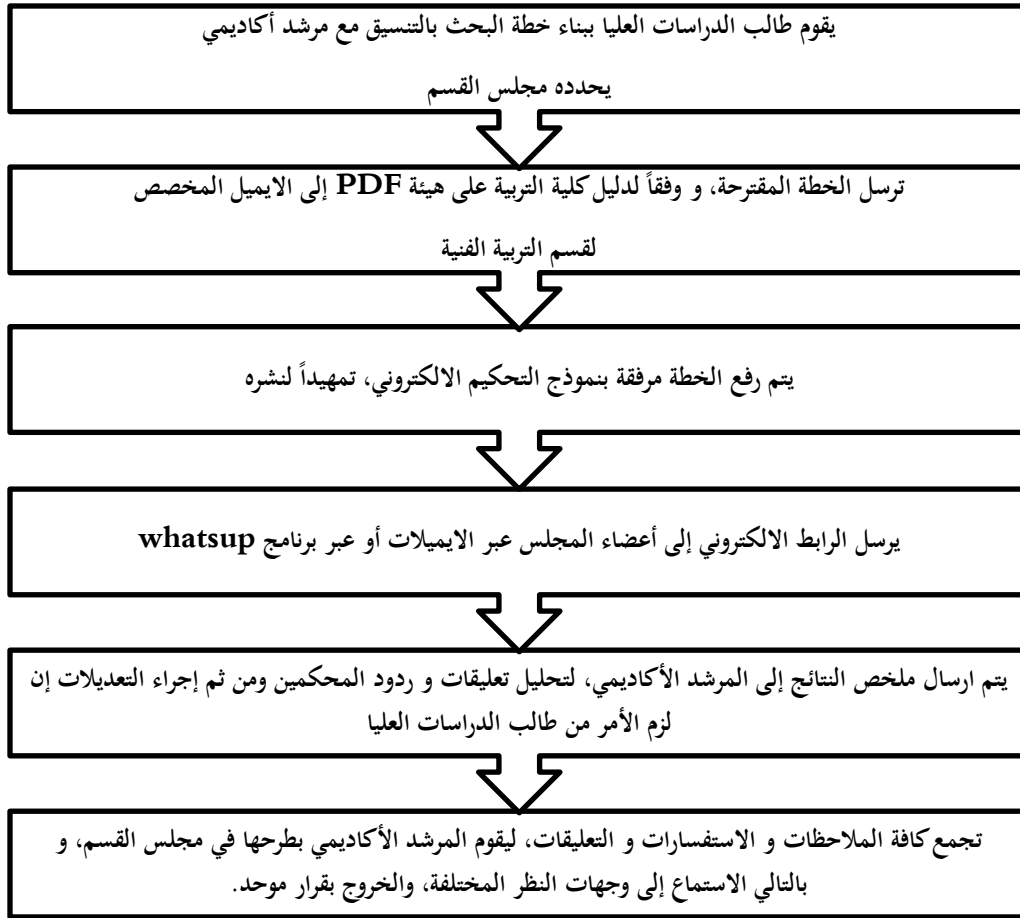 يقوم طالب الدراسات العليا ببناء خطة البحث بالتنسيق مع مرشد أكاديمي
يحدده مجلس القسم
ترسل الخطة المقترحة، و وفقاً لدليل كلية التربية على هيئة PDF إلى الايميل المخصص
لقسم التربية الفنية
يتم رفع الخطة مرفقة بنموذج التحكيم الالكتروني، تمهيداً لنشره
يرسل الرابط الالكتروني إلى أعضاء المجلس عبر الايميلات أو عبر برنامج whatsup
يتم ارسال ملخص النتائج إلى المرشد الأكاديمي، لتحليل تعليقات و ردود المحكمين ومن ثم إجراء التعديلات إن
لزم الأمر من طالب الدراسات العليا
تجمع كافة الملاحظات و الاستفسارات و التعليقات، ليقوم المرشد الأكاديمي بطرحها في مجلس القسم، و
بالتالي الاستماع إلى وجهات النظر المختلفة، والخروج بقرار موحد.